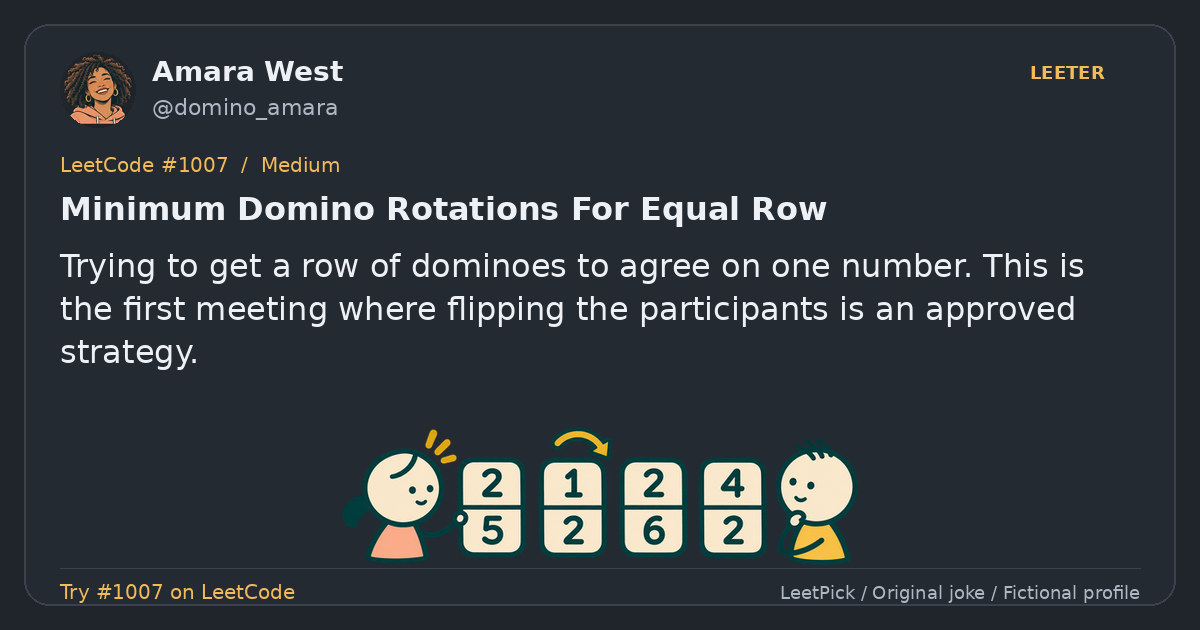 Amara West
@domino_amara
LEETER
LeetCode #1007 / Medium
Minimum Domino Rotations For Equal Row
Trying to get a row of dominoes to agree on one number. This is
the first meeting where flipping the participants is an approved
strategy.
2 1 2 4
5 2 6 2
Try #1007 on LeetCode
LeetPick / Original joke / Fictional profile